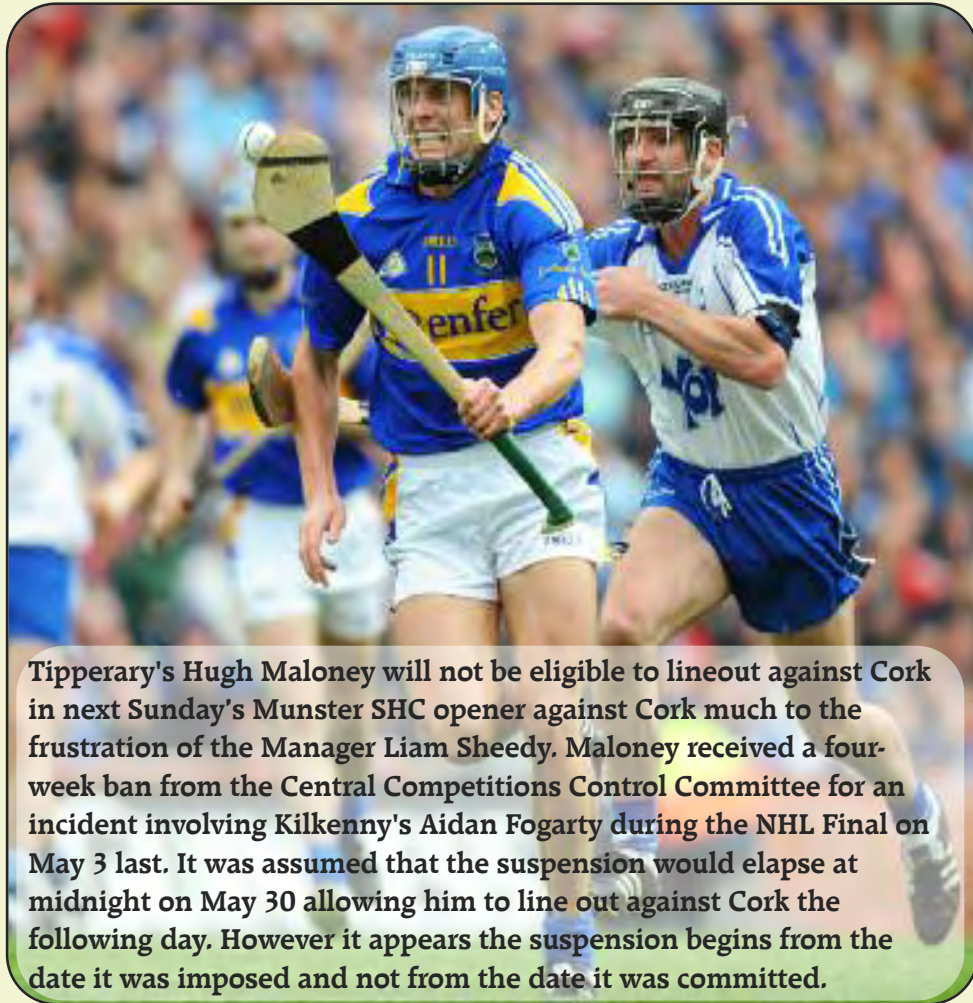 11
enfer
Tipperary's Hugh Maloney will not be eligible to lineout against Cork
in next Sunday's Munster SHC opener against Cork much to the
frustration of the Manager Liam Sheedy. Maloney received a four-
week ban from the Central Competitions Control Committee for an
incident involving Kilkenny's Aidan Fogarty during the NHL Final on
May 3 last. It was assumed that the suspension would elapse at
midnight on May 30 allowing him to line out against Cork the
following day. However it appears the suspension begins from the
date it was imposed and not from the date it was committed.